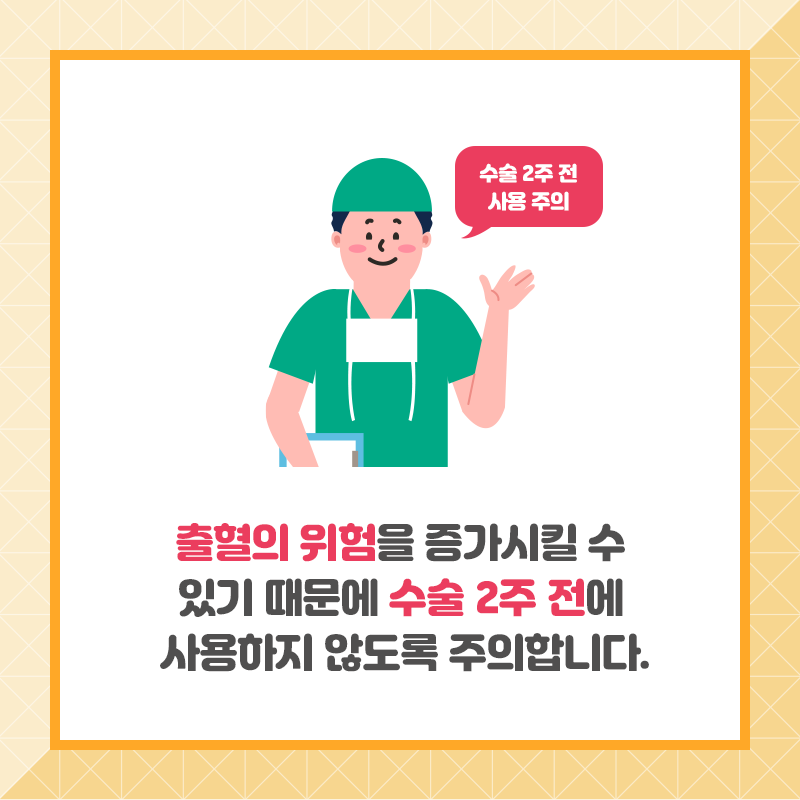 수술 2주 전
사용 주의
출혈의 위험을 증가시킬 수
있기 때문에 수술 2주 전에
사용하지 않도록 주의합니다.